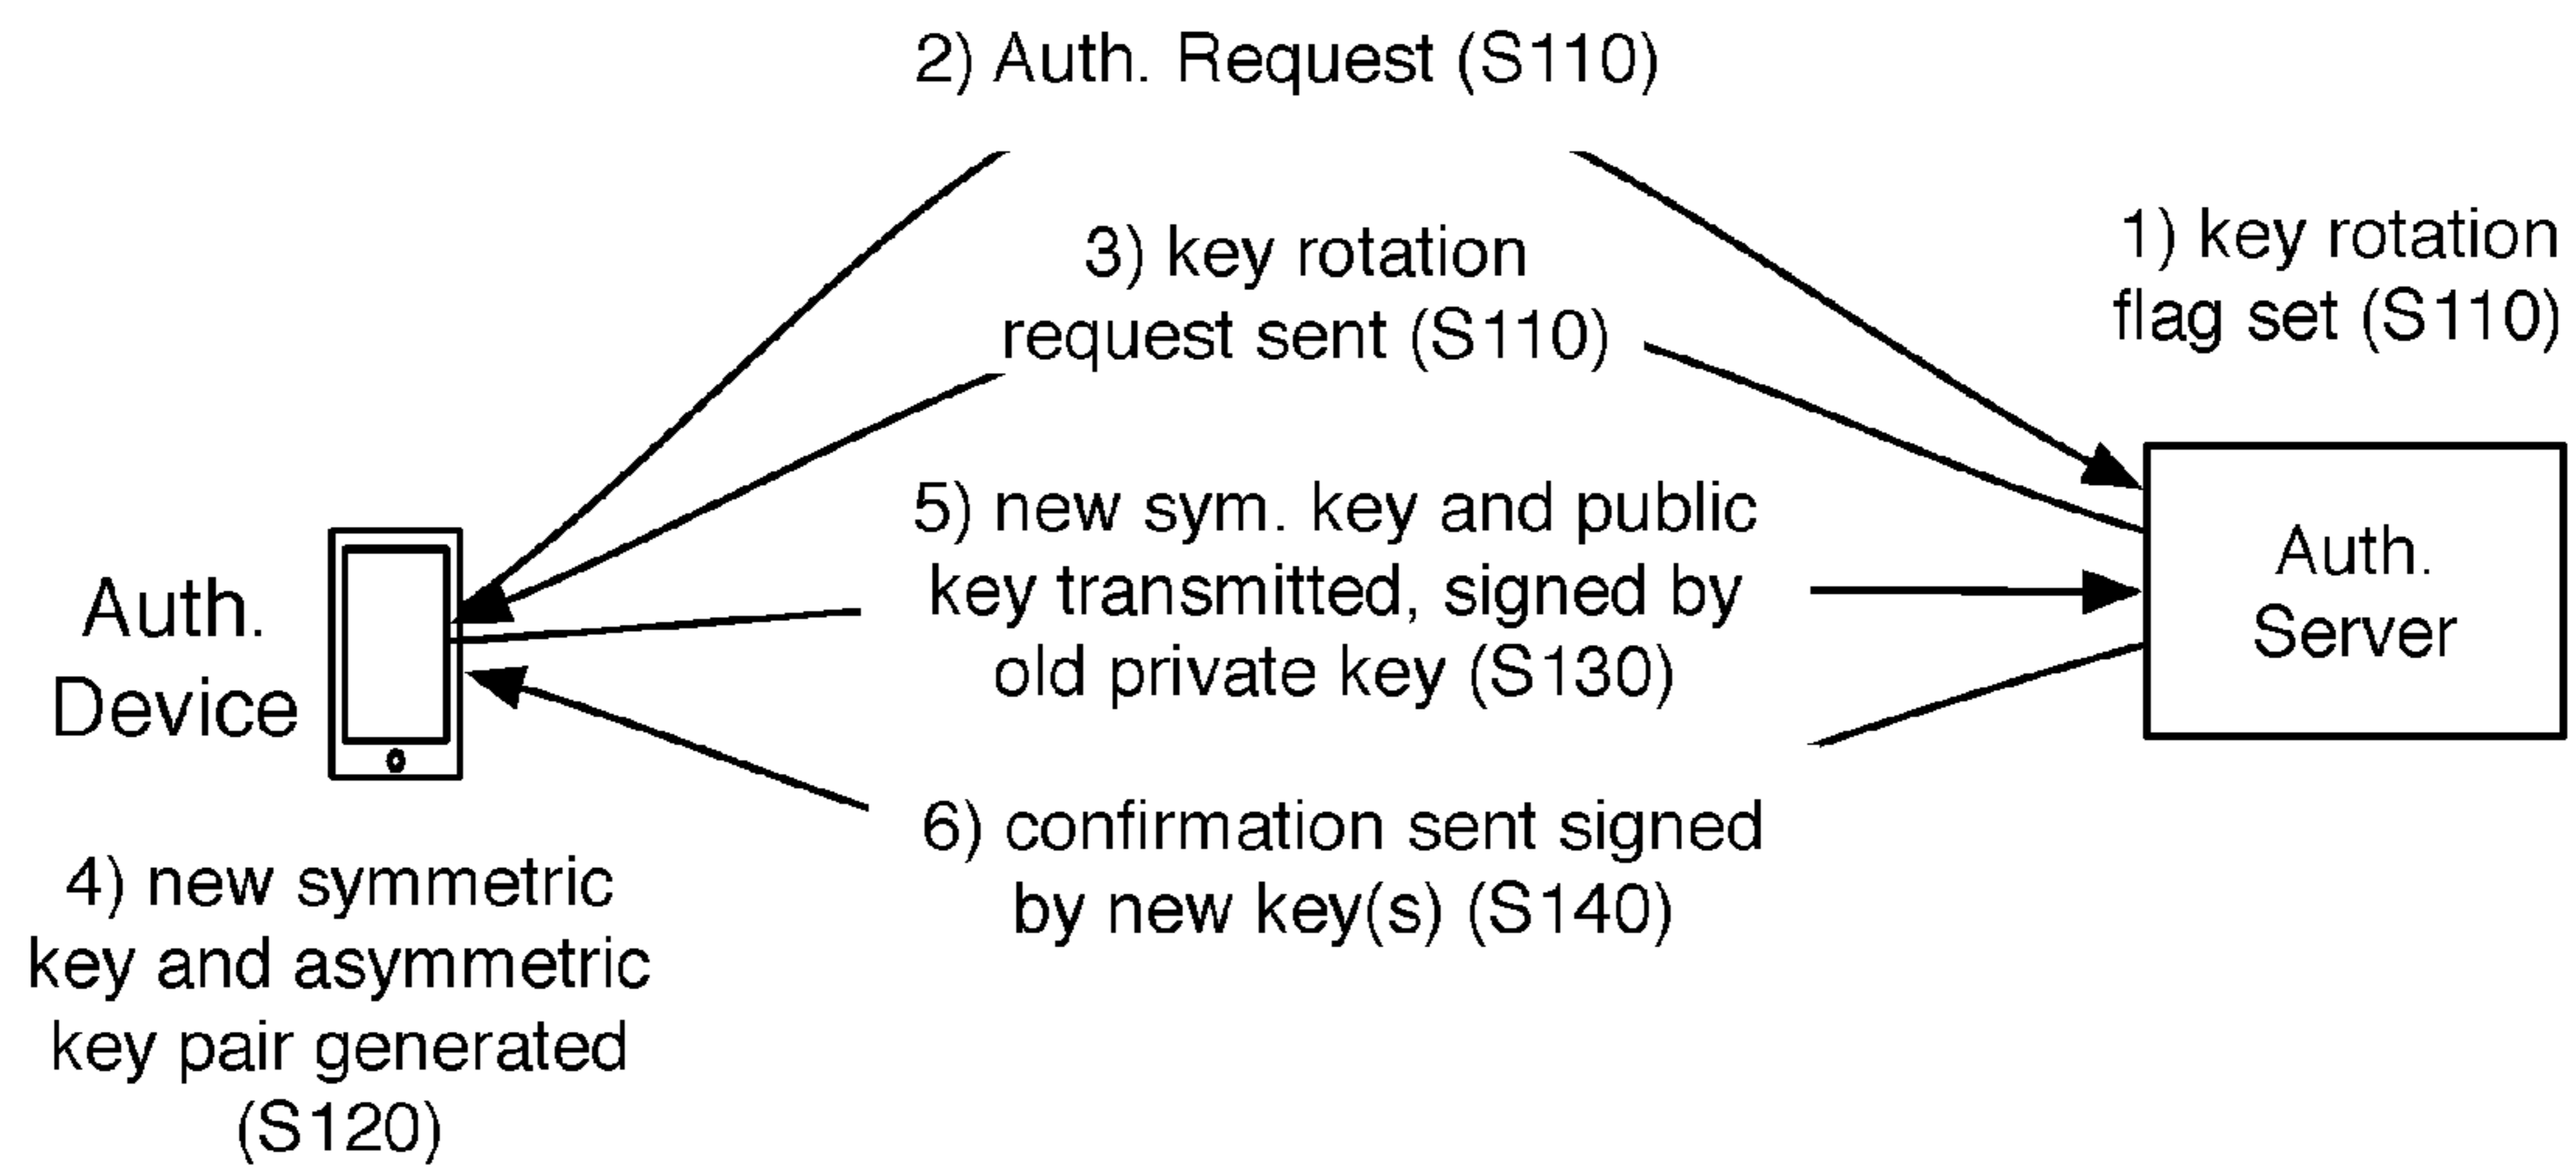 2) Auth. Request (S110)
1) key rotation
flag set (S110)
3) key rotation
request sent (S110)
5) new sym. key and public
key transmitted, signed by
old private key (S130)
Auth.
Server
Auth.
Device
6) confirmation sent signed
by new key(s) (S140)
4) new symmetric
key and asymmetric
key pair generated
(S120)